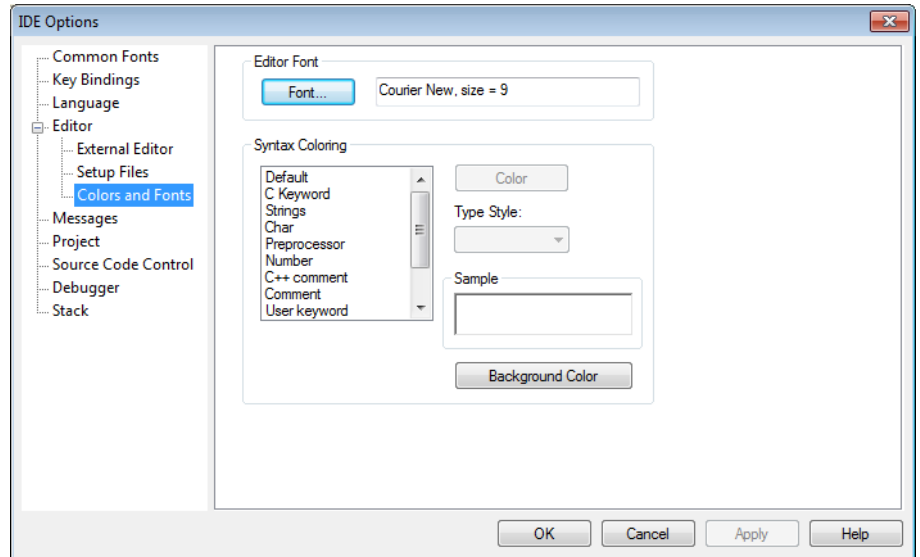 IDE Options
Common Fonts
Key Bindings
Language
Editor
External Editor
Setup Files
Colors and Fonts
Messages
Project
Source Code Control
Debugger
Stack
Editor Font
Font...
Courier New, size = 9
Syntax Coloring
Default
C Keyword
Strings
Char
Preprocessor
Number
C++ comment
Comment
User keyword
Color
Type Style:
Sample
Background Color
OK
Cancel
Apply
Help